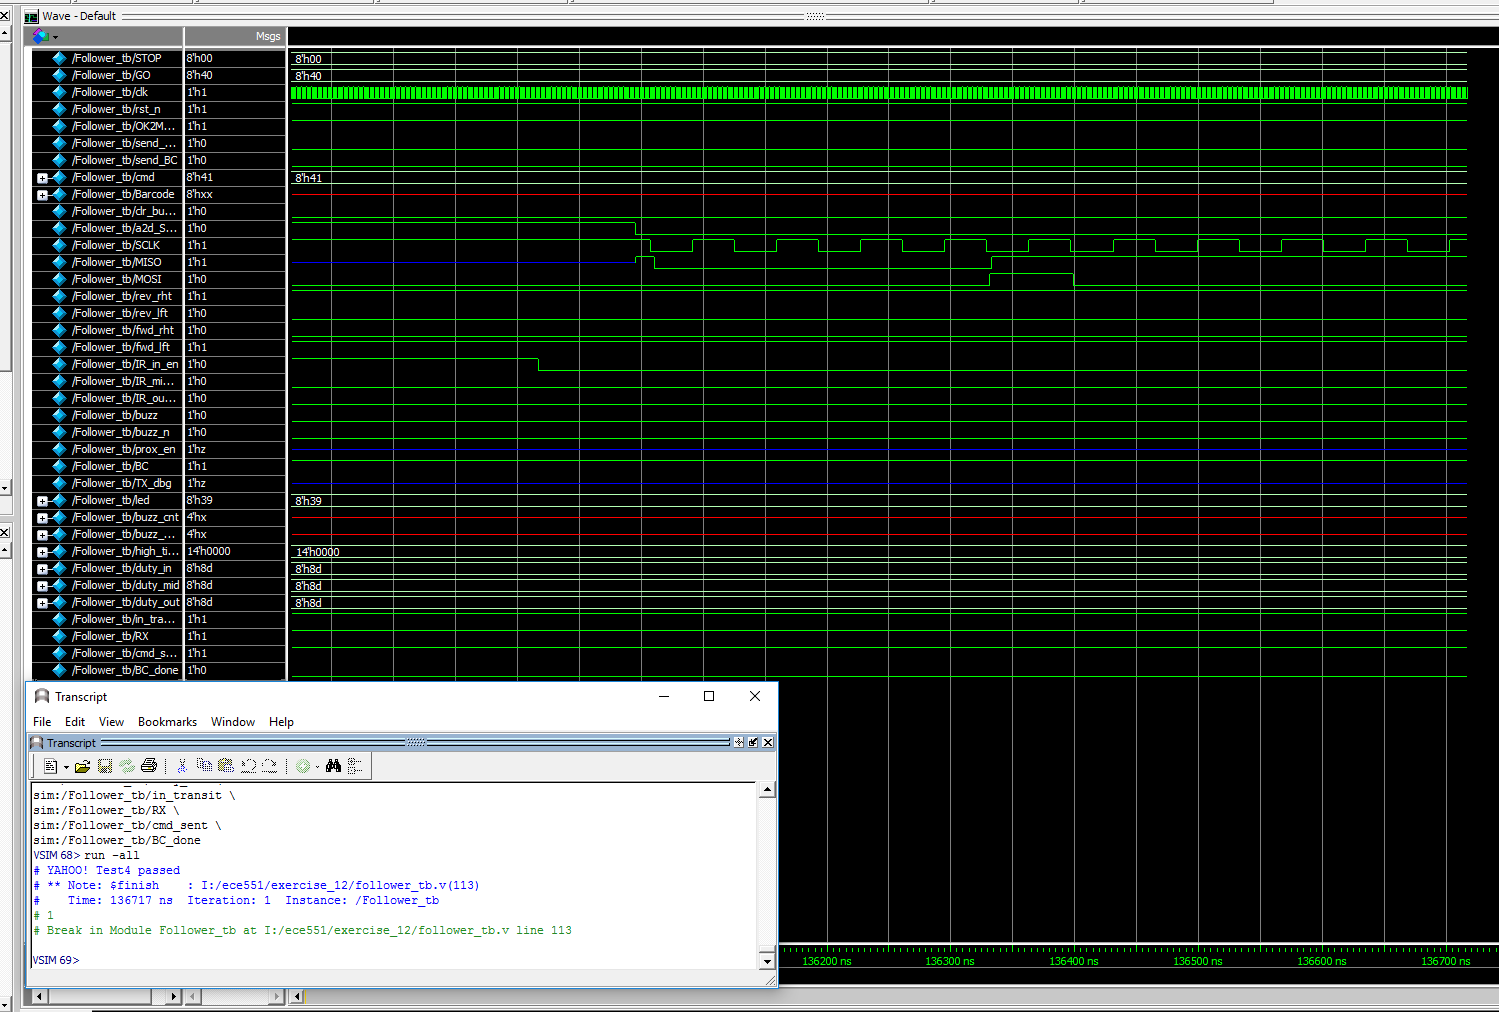 Wave - Default
Msgs
/Follower_tb/STOP 8'h00 8'h00
/Follower_tb/GO 8'h40 8'h40
/Follower_tb/clk 1'h1
/Follower_tb/rst_n 1'h1
/Follower_tb/OK2M... 1'h1
/Follower_tb/send_... 1'h0
/Follower_tb/send_BC 1'h0
/Follower_tb/cmd 8'h41 8'h41
/Follower_tb/Barcode 8'hxx
/Follower_tb/clr_bu... 1'h0
/Follower_tb/a2d_S... 1'h0
/Follower_tb/SCLK 1'h1
/Follower_tb/MISO 1'h1
/Follower_tb/MOSI 1'h0
/Follower_tb/rev_rht 1'h1
/Follower_tb/rev_lft 1'h0
/Follower_tb/fwd_rht 1'h0
/Follower_tb/fwd_lft 1'h1
/Follower_tb/IR_in_en 1'h0
/Follower_tb/IR_mi... 1'h0
/Follower_tb/IR_ou... 1'h0
/Follower_tb/buzz 1'h0
/Follower_tb/buzz_n 1'h0
/Follower_tb/prox_en 1'hz
/Follower_tb/BC 1'h1
/Follower_tb/TX_dbg 1'hz
/Follower_tb/led 8'h39 8'h39
/Follower_tb/buzz_cnt 4'hx
/Follower_tb/buzz_... 4'hx
/Follower_tb/high_ti... 14'h0000 14'h0000
/Follower_tb/duty_in 8'h8d 8'h8d
/Follower_tb/duty_mid 8'h8d 8'h8d
/Follower_tb/duty_out 8'h8d 8'h8d
/Follower_tb/in_tra... 1'h1
/Follower_tb/RX 1'h1
/Follower_tb/cmd_s... 1'h1
/Follower_tb/BC_done 1'h0
Transcript
File Edit View Bookmarks Window Help
Transcript
sim:/Follower_tb/in_transit \
sim:/Follower_tb/RX \
sim:/Follower_tb/cmd_sent \
sim:/Follower_tb/BC_done
VSIM 68> run -all
# YAHOO! Test4 passed
# ** Note: $finish    : I:/ece551/exercise_12/follower_tb.v(113)
#    Time: 136717 ns  Iteration: 1  Instance: /Follower_tb
# 1
# Break in Module Follower_tb at I:/ece551/exercise_12/follower_tb.v line 113
VSIM 69>
136200 ns 136300 ns 136400 ns 136500 ns 136600 ns 136700 ns